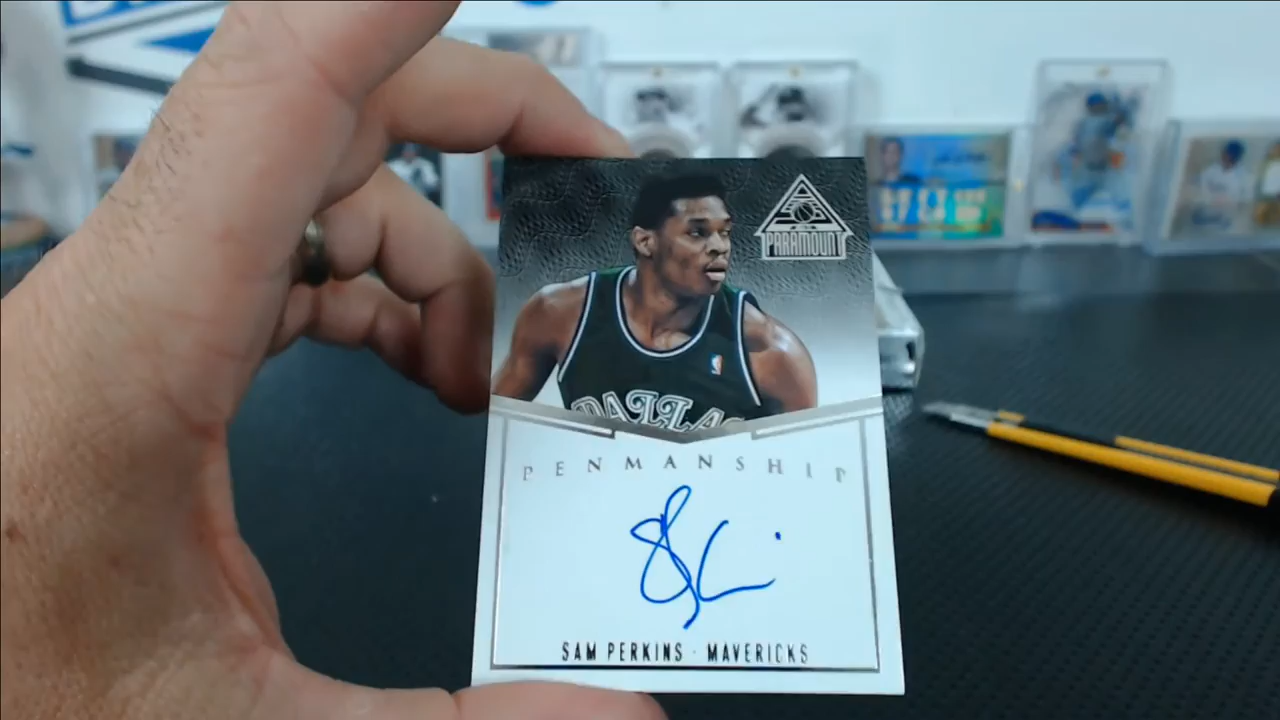 PARAMOUNT
DALLAS
PENMANSHIP
SAM PERKINS · MAVERICKS